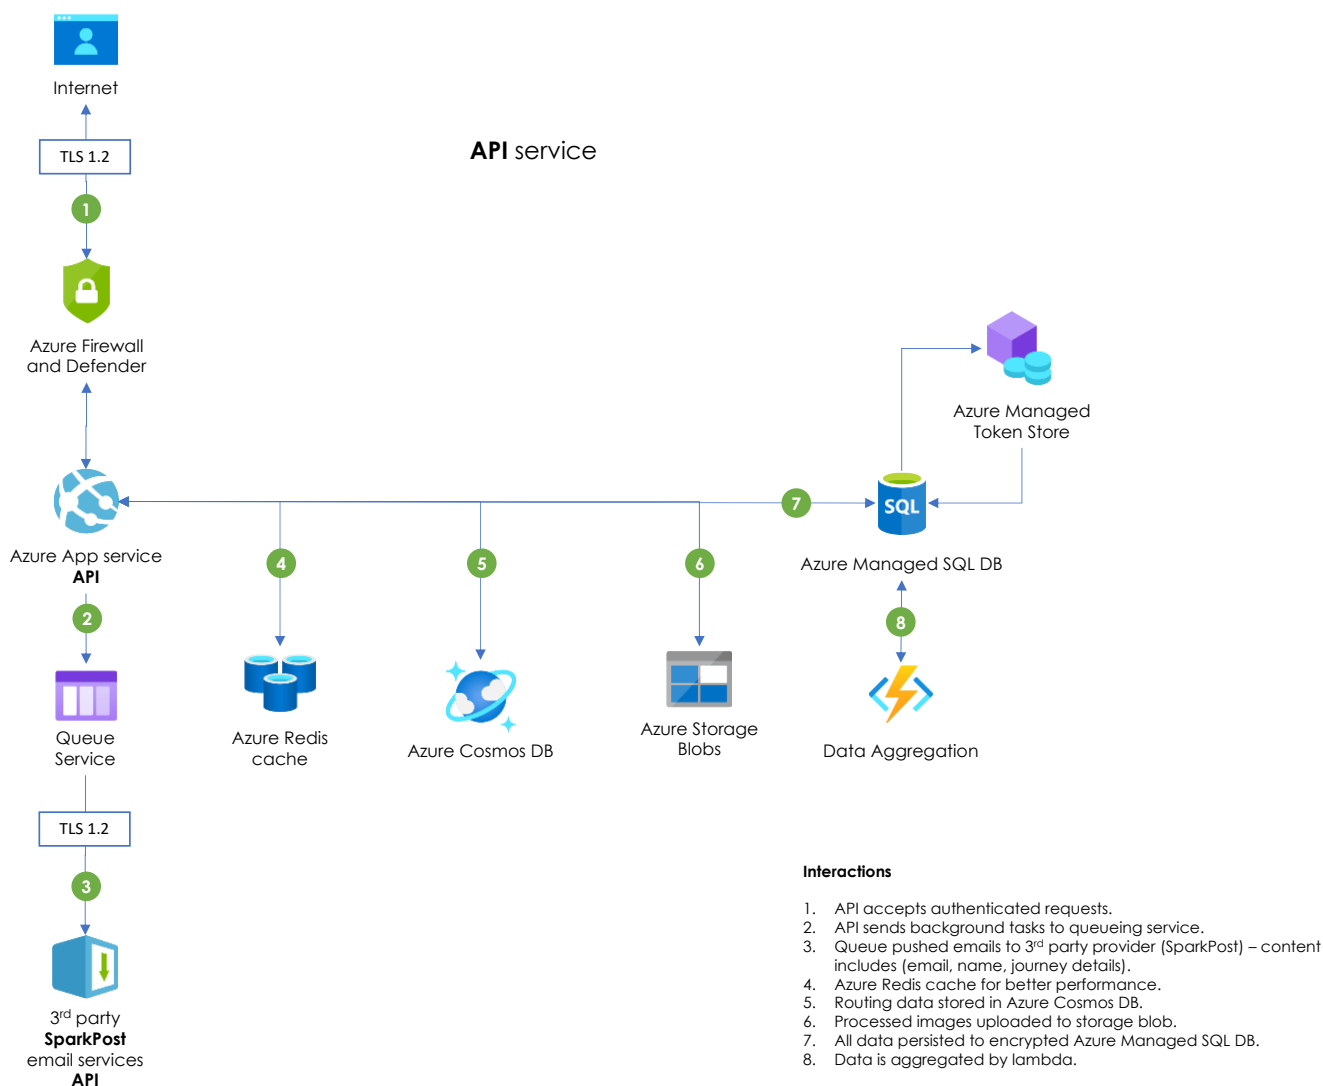 Internet
TLS 1.2
API service
1
Azure Firewall
and Defender
Azure Managed
Token Store
7
SQL
Azure App service
API
4
5
6
Azure Managed SQL DB
2
8
Queue
Service
Azure Redis
cache
Azure Cosmos DB
Azure Storage
Blobs
Data Aggregation
TLS 1.2
3
3rd party
SparkPost
email services
API
Interactions
1. API accepts authenticated requests.
2. API sends background tasks to queueing service.
3. Queue pushed emails to 3rd party provider (SparkPost) – content
includes (email, name, journey details).
4. Azure Redis cache for better performance.
5. Routing data stored in Azure Cosmos DB.
6. Processed images uploaded to storage blob.
7. All data persisted to encrypted Azure Managed SQL DB.
8. Data is aggregated by lambda.